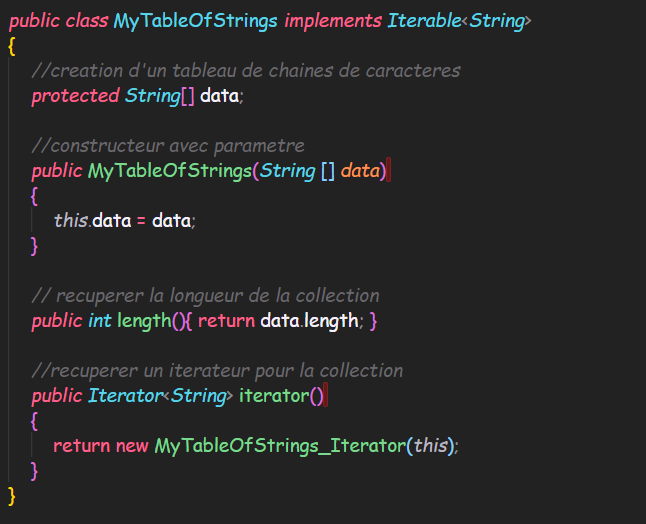 public class MyTableOfStrings implements Iterable<String>
{
//creation d'un tableau de chaines de caracteres
protected String[] data;
//constructeur avec parametre
public MyTableOfStrings(String [] data)
{
this.data = data;
}
// recuperer la longueur de la collection
public int length(){ return data.length; }
//recuperer un iterateur pour la collection
public Iterator<String> iterator()
{
return new MyTableOfStrings_Iterator(this);
}
}